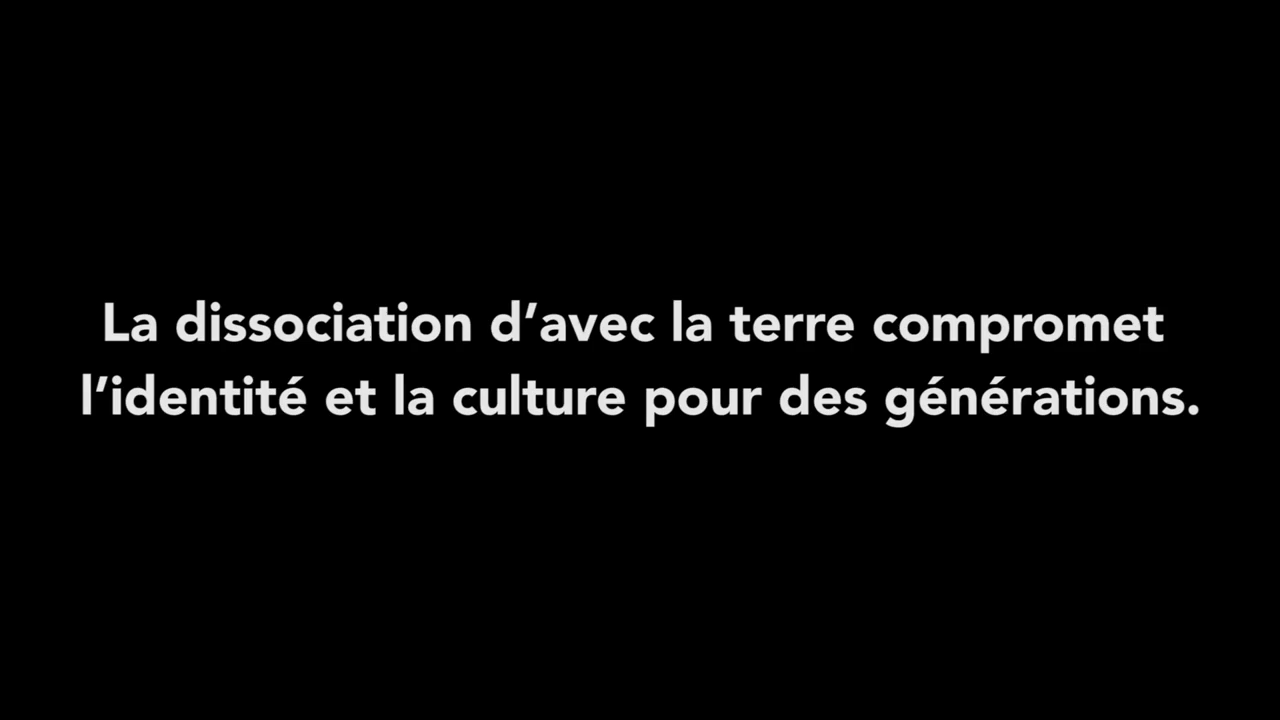 La dissociation d’avec la terre compromet
l’identité et la culture pour des générations.